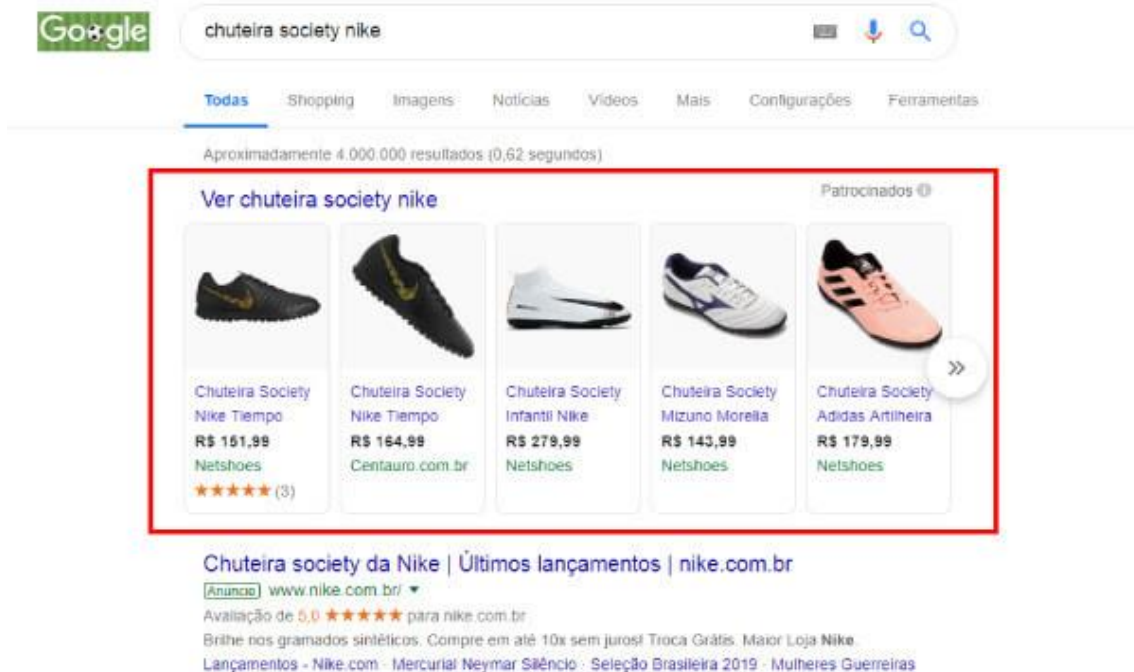 Google
chuteira society nike
Todas Shopping Imagens Notícias Vídeos Mais Configurações Ferramentas
Aproximadamente 4.000.000 resultados (0,62 segundos)
Ver chuteira society nike
Patrocinados
Chuteira Society
Nike Tiempo
R$ 151,99
Netshoes
(3)
Chuteira Society
Nike Tiempo
R$ 164,99
Centauro.com.br
Chuteira Society
Infantil Nike
R$ 279,99
Netshoes
Chuteira Society
Mizuno Morelia
R$ 143,99
Netshoes
Chuteira Society
Adidas Artilheira
R$ 179,99
Netshoes
Chuteira society da Nike | Últimos lançamentos | nike.com.br
Anúncio www.nike.com.br/
Avaliação de 5,0 ★★★★★ para nike.com.br
Brilhe nos gramados sintéticos. Compre em até 10x sem juros! Troca Grátis. Maior Loja Nike.
Lançamentos - Nike.com · Mercurial Neymar Silêncio · Seleção Brasileira 2019 · Mulheres Guerreiras